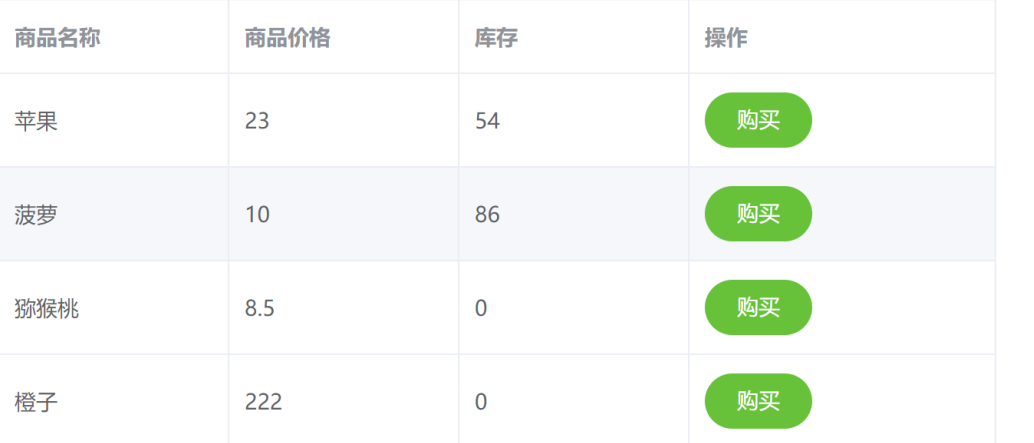 商品名称 商品价格 库存 操作
苹果 23 54 购买
菠萝 10 86 购买
猕猴桃 8.5 0 购买
橙子 222 0 购买